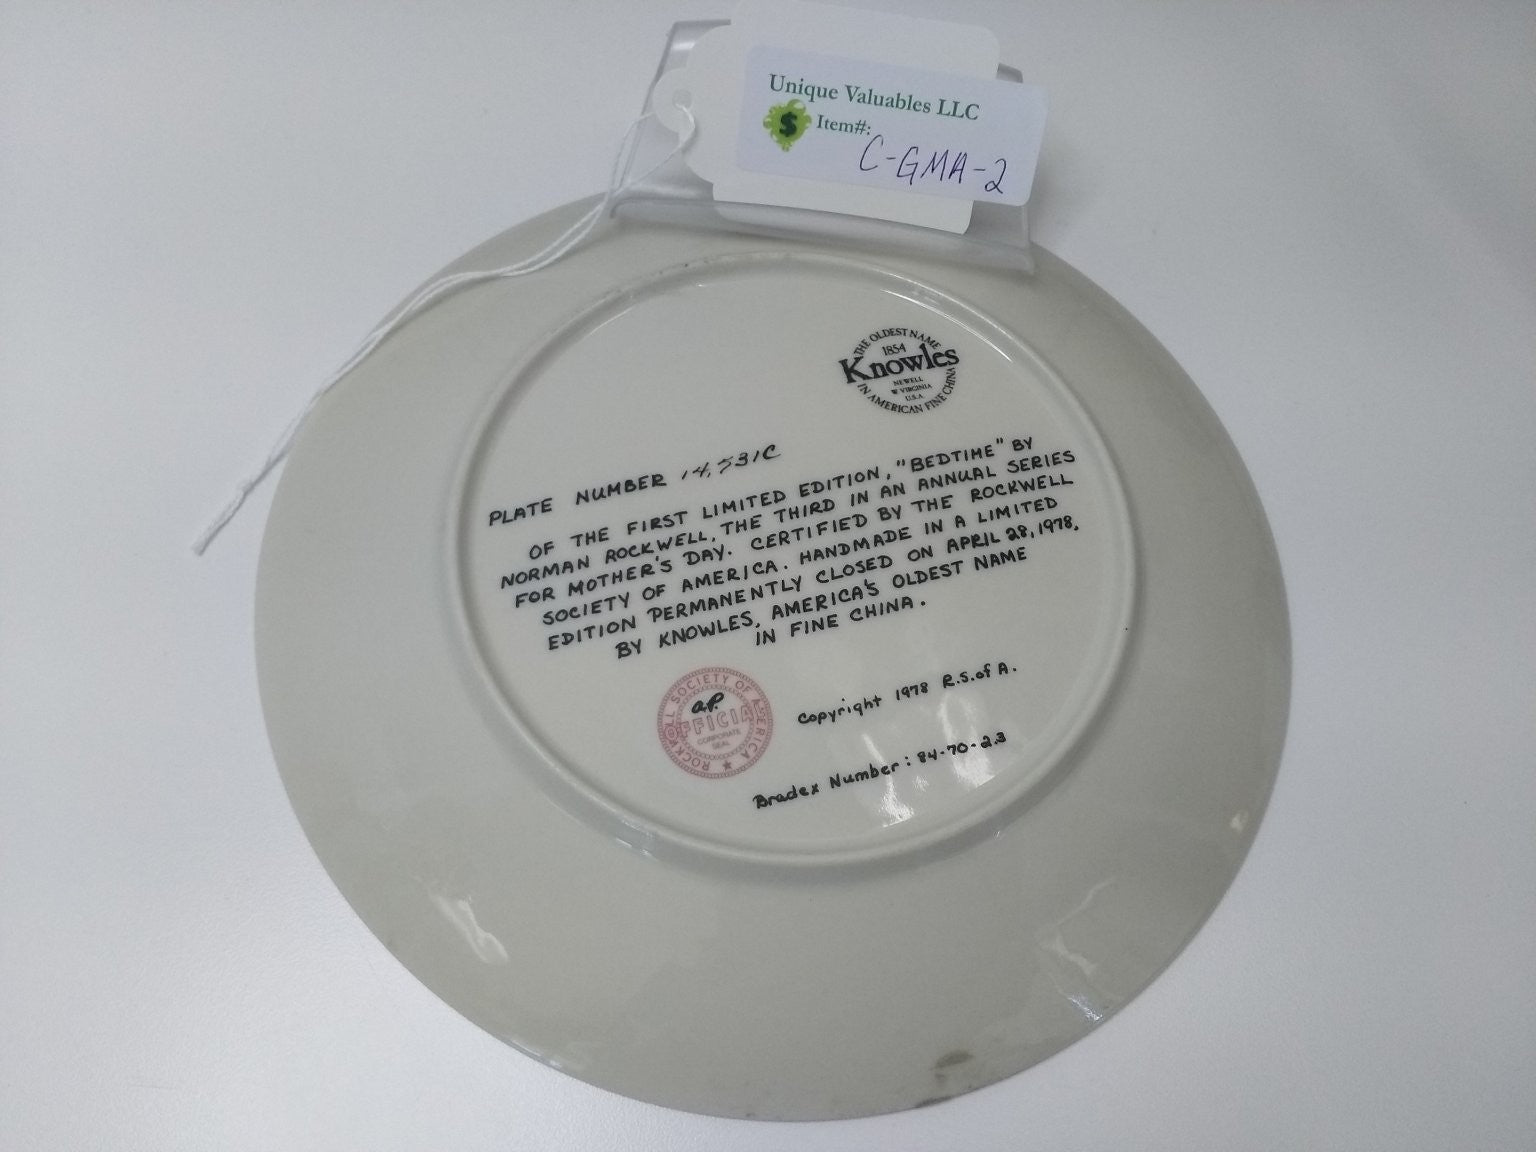 Unique Valuables LLC
$
Item#:
C-GMA-2
THE OLDEST NAME
1854
Knowles
NEWELL
W VIRGINIA
U.S.A
IN AMERICAN FINE CHINA
PLATE NUMBER 14,531C
OF THE FIRST LIMITED EDITION, "BEDTIME" BY
NORMAN ROCKWELL, THE THIRD IN AN ANNUAL SERIES
FOR MOTHER'S DAY. CERTIFIED BY THE ROCKWELL
SOCIETY OF AMERICA. HANDMADE IN A LIMITED
EDITION PERMANENTLY CLOSED ON APRIL 28, 1978,
BY KNOWLES, AMERICA'S OLDEST NAME
IN FINE CHINA.
ROCKWELL SOCIETY OF AMERICA
a.P.
OFFICIAL
CORPORATE
SEAL
Copyright 1978 R.S.of A.
Bradex Number: 84-70-2.3